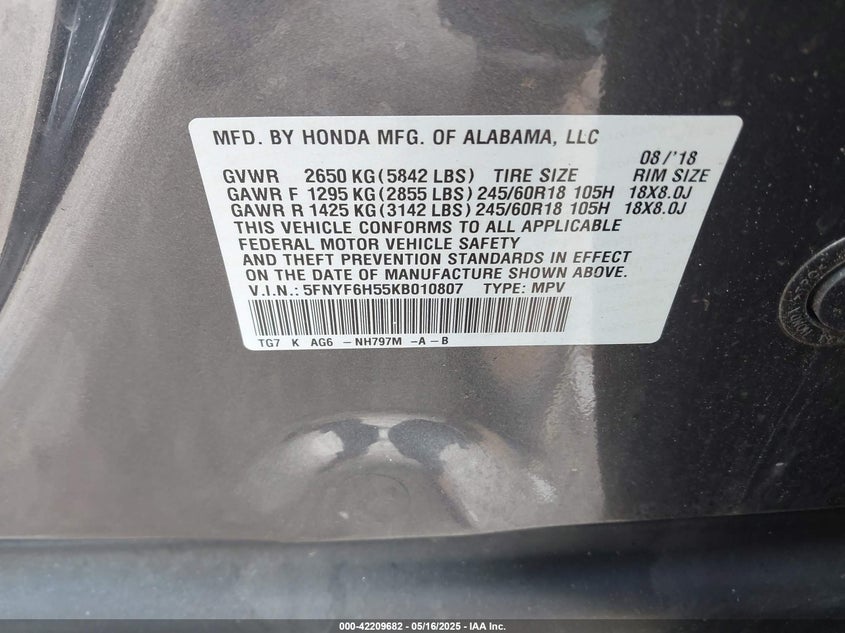 MFD. BY HONDA MFG. OF ALABAMA, LLC
08/'18
GVWR 2650 KG(5842 LBS) TIRE SIZE RIM SIZE
GAWR F 1295 KG(2855 LBS)245/60R18 105H 18X8.0J
GAWR R 1425 KG(3142 LBS)245/60R18 105H 18X8.0J
THIS VEHICLE CONFORMS TO ALL APPLICABLE
FEDERAL MOTOR VEHICLE SAFETY
AND THEFT PREVENTION STANDARDS IN EFFECT
ON THE DATE OF MANUFACTURE SHOWN ABOVE.
V.I.N.: 5FNYF6H55KB010807 TYPE: MPV
TG7 K AG6 -NH797M -A-B
000-42209682 - 05/16/2025 - IAA Inc.